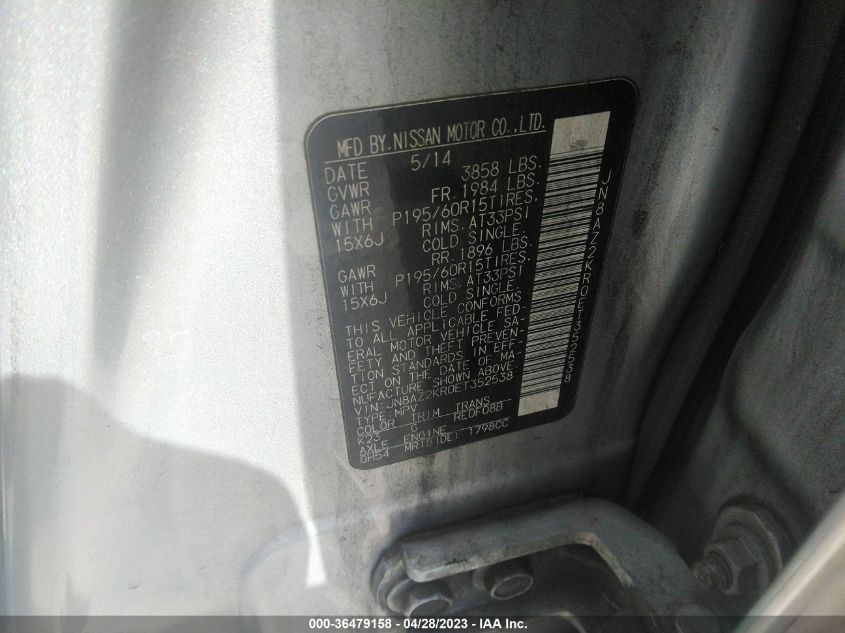 MFD BY.NISSAN MOTOR CO.,LTD.
DATE 5/14
GVWR 3858 LBS.
GAWR FR.1984 LBS.
WITH P195/60R15TIRES.
15X6J RIMS.AT33PSI
COLD SINGLE.
GAWR RR.1896 LBS.
WITH P195/60R15TIRES.
15X6J RIMS.AT33PSI
COLD SINGLE.
THIS VEHICLE CONFORMS
TO ALL APPLICABLE FED-
ERAL MOTOR VEHICLE SA-
FETY AND THEFT PREVEN-
TION STANDARDS IN EFF-
ECT ON THE DATE OF MA-
NUFACTURE SHOWN ABOVE.
VIN:JN8AZ2KR0ET352538
TYPE:MPV
COLOR TRIM TRANS
K23 G RE0F08B
AXLE ENGINE
GH54 MR18(DE) 1798CC
JN8AZ2KR0ET352538
000-36479158 - 04/28/2023 - IAA Inc.